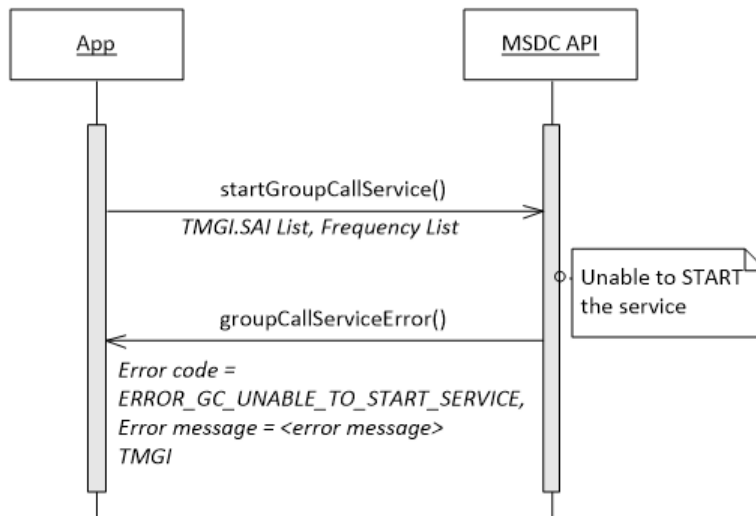 App
MSDC API
startGroupCallService()
TMGI.SAI List, Frequency List
Unable to START
the service
groupCallServiceError()
Error code =
ERROR_GC_UNABLE_TO_START_SERVICE,
Error message = <error message>
TMGI